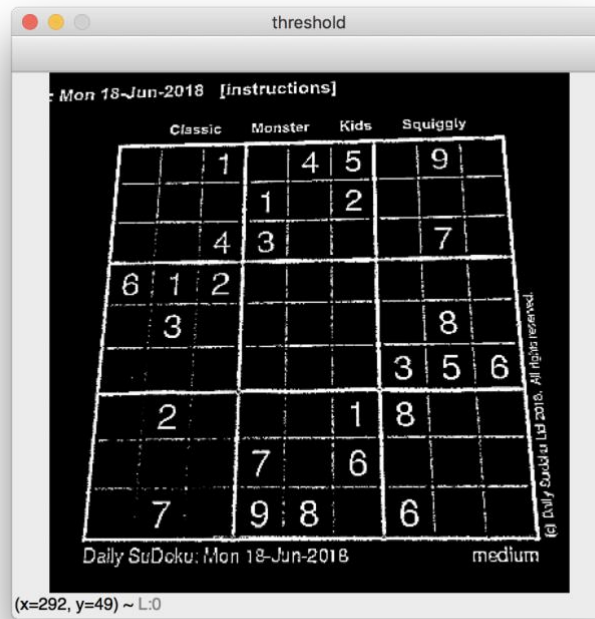 threshold
: Mon 18-Jun-2018 [instructions]
Classic Monster Kids Squiggly
1 4 5 9
1 2
4 3 7
6 1 2
3 8
3 5 6
2 1 8
7 6
7 9 8 6
(c) Daily Sudoku Ltd 2018. All rights reserved.
Daily SuDoku: Mon 18-Jun-2018 medium
(x=292, y=49) ~ L:0